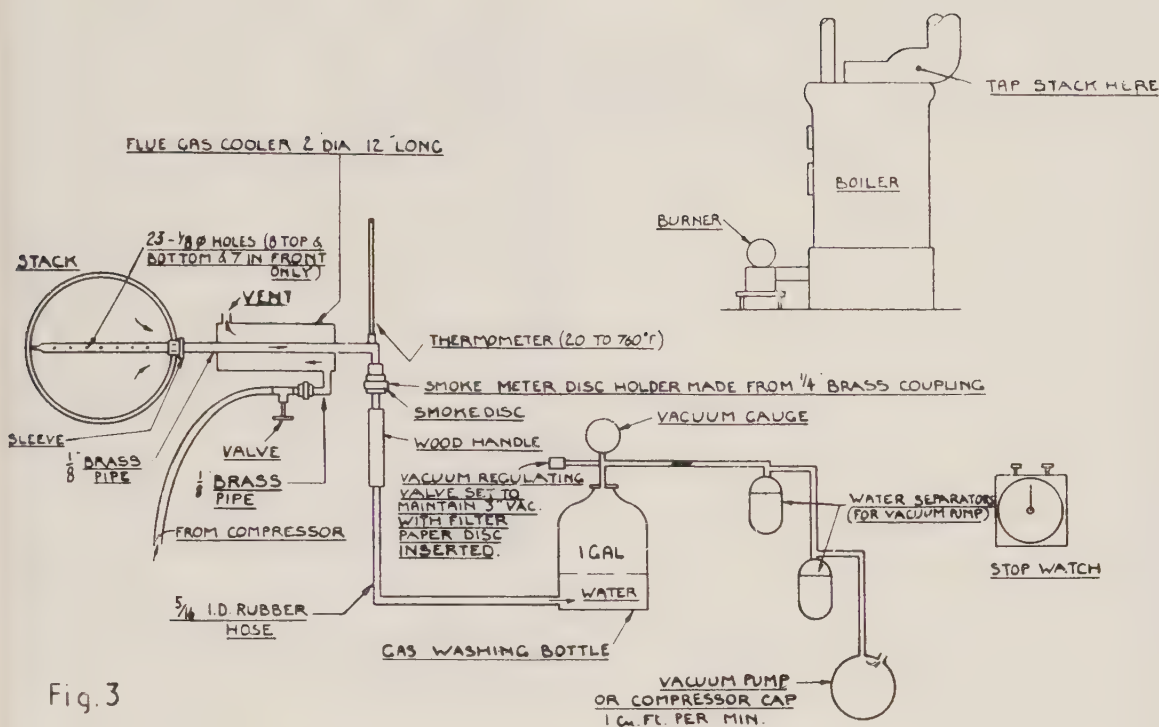 TAP STACK HERE
FLUE GAS COOLER 2" DIA 12" LONG
BOILER
BURNER
23-1/8 Ø HOLES (8 TOP &
BOTTOM & 7 IN FRONT
ONLY)
STACK
VENT
THERMOMETER (20 TO 760°F)
SMOKE METER DISC HOLDER MADE FROM 1/4" BRASS COUPLING
SMOKE DISC
VACUUM GAUGE
WOOD HANDLE
SLEEVE
VALVE
1/8" BRASS
PIPE
1/8" BRASS
PIPE
VACUUM REGULATING
VALVE SET TO
MAINTAIN 3" VAC.
WITH FILTER
PAPER DISC
INSERTED.
WATER SEPARATORS
(FOR VACUUM PUMP)
FROM COMPRESSOR
1 GAL
WATER
STOP WATCH
5/16 I.D. RUBBER
HOSE
GAS WASHING BOTTLE
VACUUM PUMP
OR COMPRESSOR CAP
1 CU. FT. PER MIN.
Fig. 3